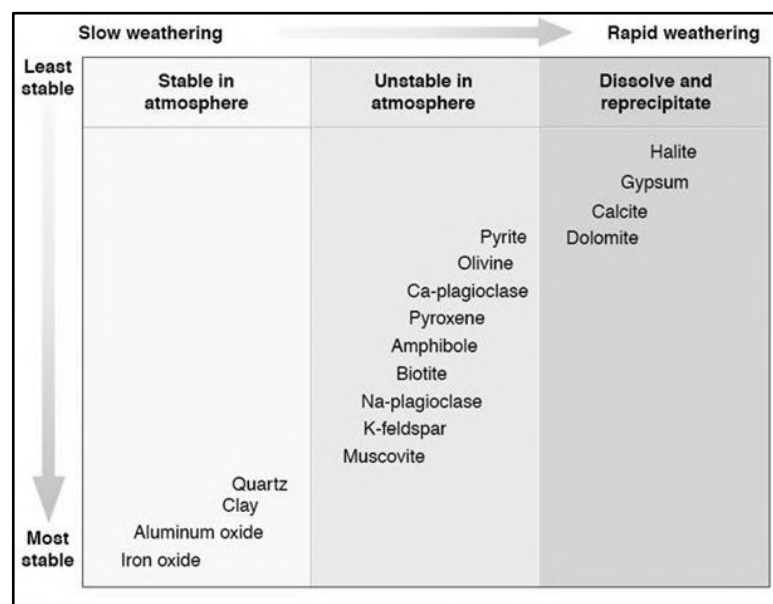 Slow weathering
Rapid weathering
Least
stable
Stable in
atmosphere
Unstable in
atmosphere
Dissolve and
reprecipitate
Halite
Gypsum
Calcite
Pyrite
Dolomite
Olivine
Ca-plagioclase
Pyroxene
Amphibole
Biotite
Na-plagioclase
K-feldspar
Muscovite
Quartz
Clay
Aluminum oxide
Most
stable
Iron oxide